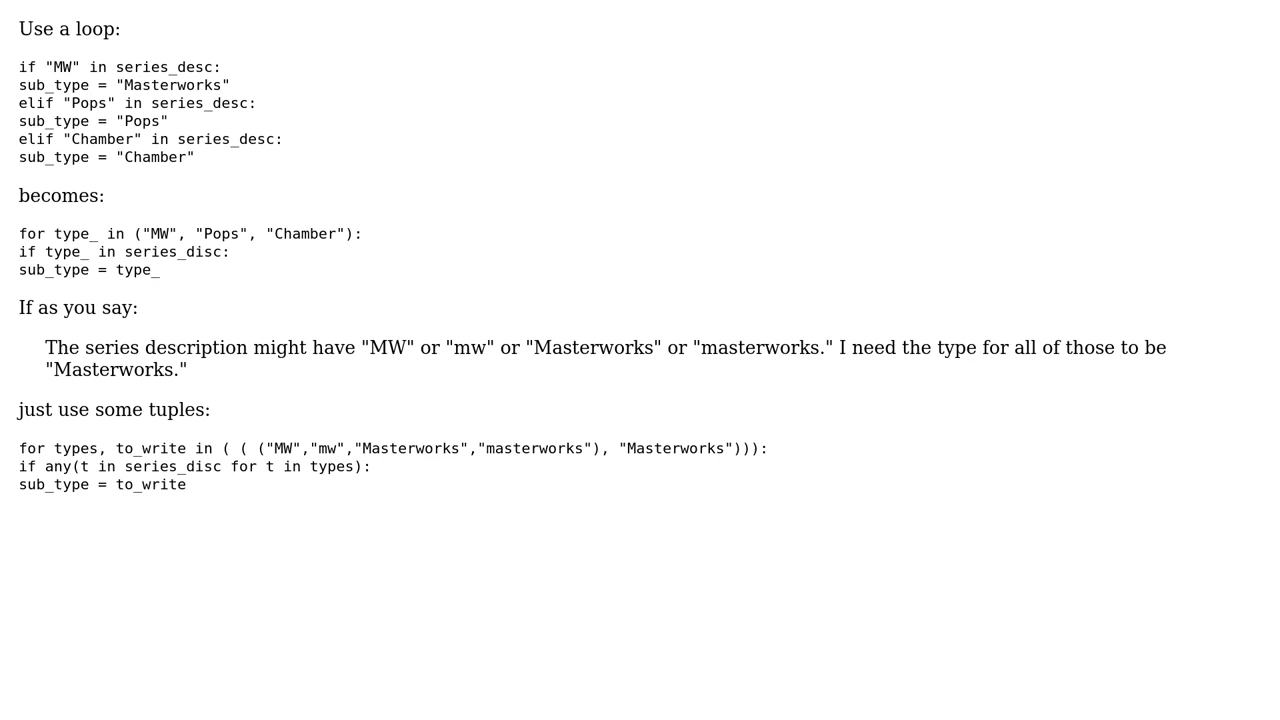 Use a loop:
if "MW" in series_desc:
sub_type = "Masterworks"
elif "Pops" in series_desc:
sub_type = "Pops"
elif "Chamber" in series_desc:
sub_type = "Chamber"
becomes:
for type_ in ("MW", "Pops", "Chamber"):
if type_ in series_disc:
sub_type = type_
If as you say:
The series description might have "MW" or "mw" or "Masterworks" or "masterworks." I need the type for all of those to be
"Masterworks."
just use some tuples:
for types, to_write in ( ( ("MW","mw","Masterworks","masterworks"), "Masterworks"))):
if any(t in series_disc for t in types):
sub_type = to_write